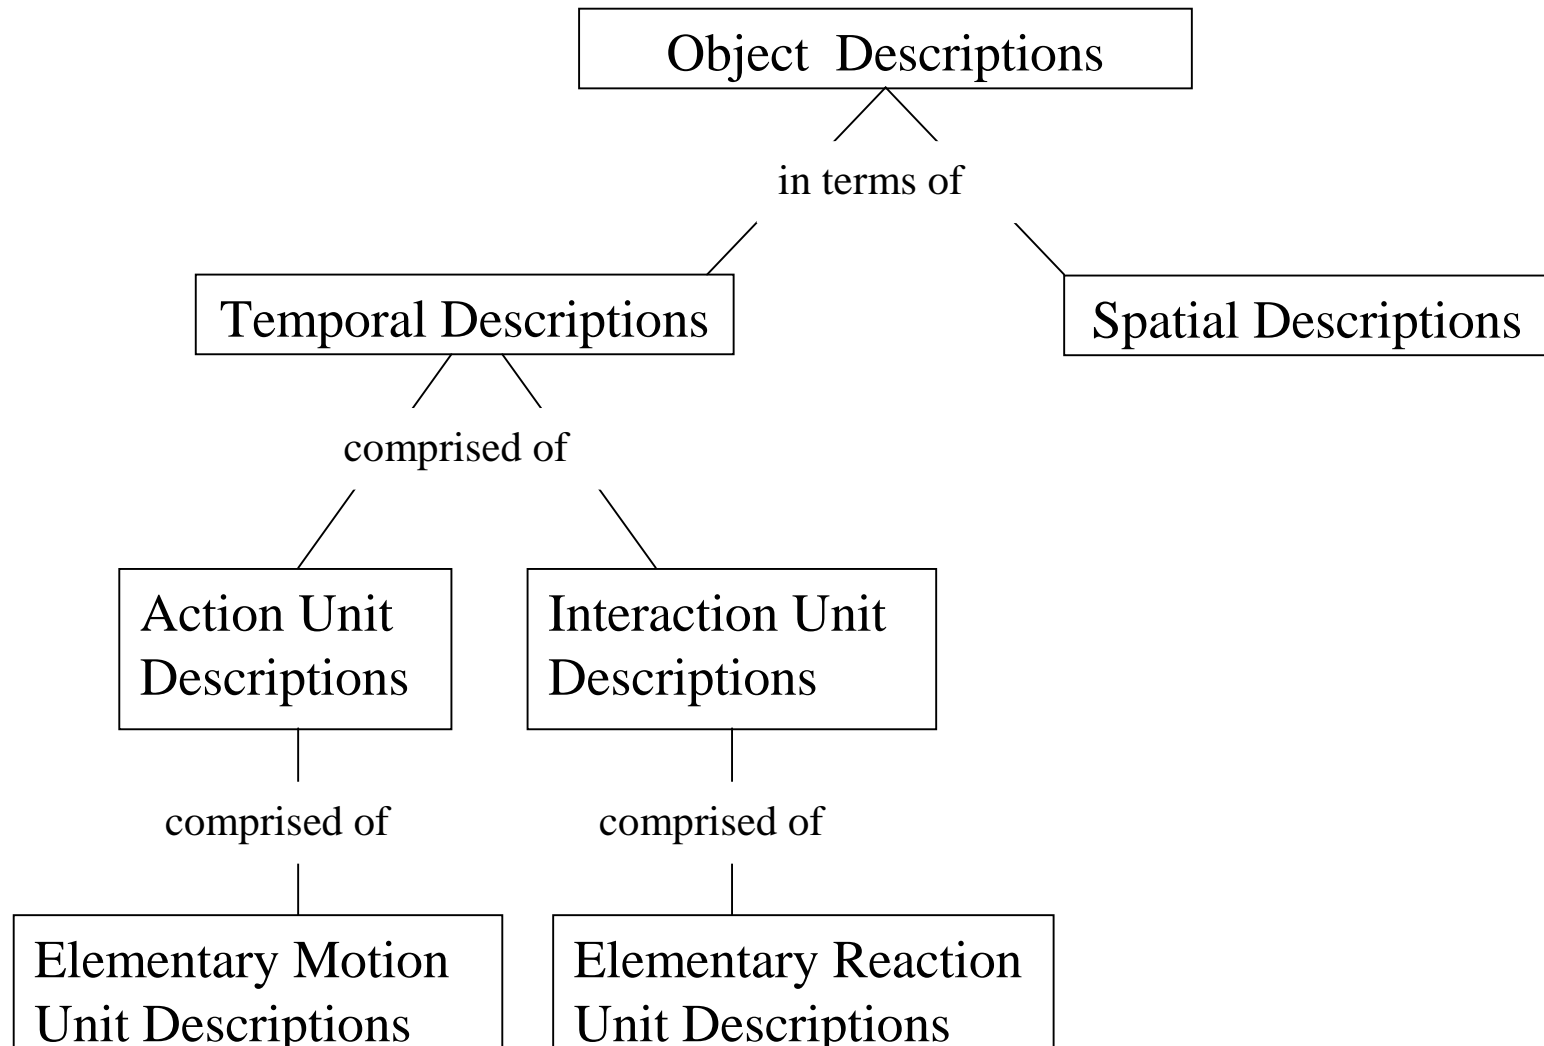 Object Descriptions
in terms of
Temporal Descriptions
Spatial Descriptions
comprised of
Action Unit
Descriptions
Interaction Unit
Descriptions
comprised of
comprised of
Elementary Motion
Unit Descriptions
Elementary Reaction
Unit Descriptions